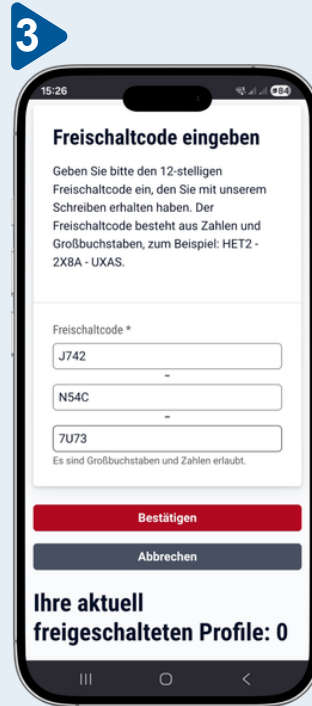 3
15:26
84
Freischaltcode eingeben
Geben Sie bitte den 12-stelligen
Freischaltcode ein, den Sie mit unserem
Schreiben erhalten haben. Der
Freischaltcode besteht aus Zahlen und
Großbuchstaben, zum Beispiel: HET2 -
2X8A - UXAS.
Freischaltcode *
J742
–
N54C
–
7U73
Es sind Großbuchstaben und Zahlen erlaubt.
Bestätigen
Abbrechen
Ihre aktuell
freigeschalteten Profile: 0